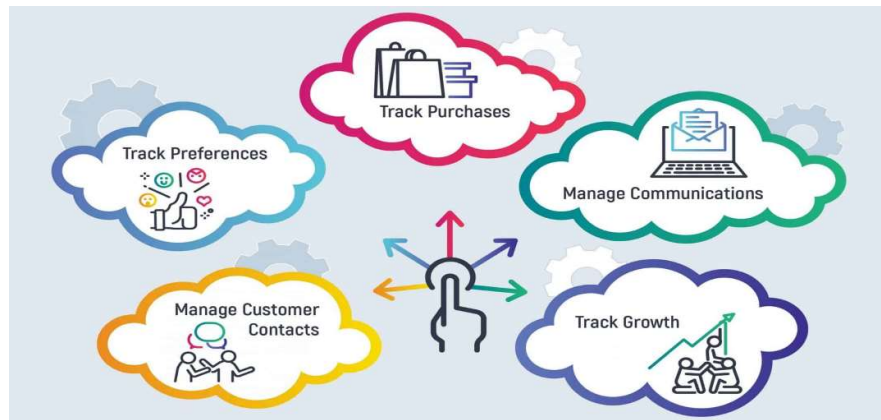 Track Purchases
Track Preferences
Manage Communications
Manage Customer
Contacts
Track Growth